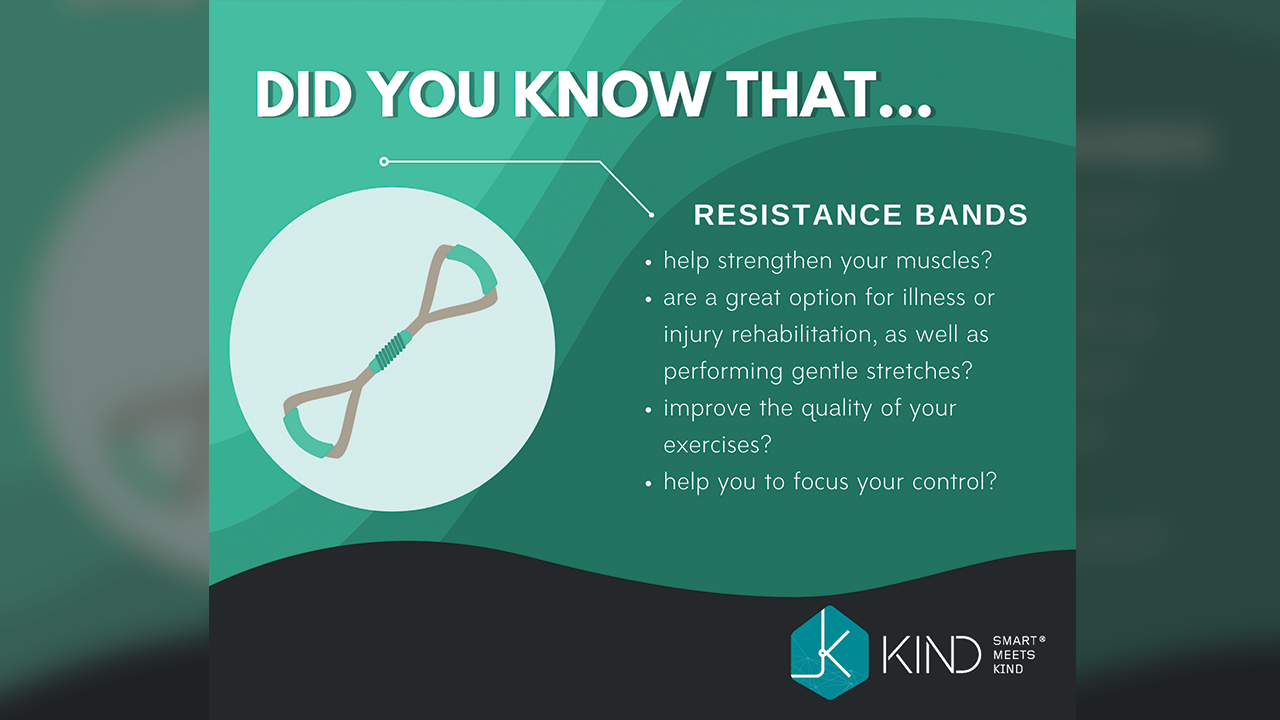 DID YOU KNOW THAT...
RESISTANCE BANDS
• help strengthen your muscles?
• are a great option for illness or
injury rehabilitation, as well as
performing gentle stretches?
• improve the quality of your
exercises?
• help you to focus your control?
KIND
SMART®
MEETS
KIND